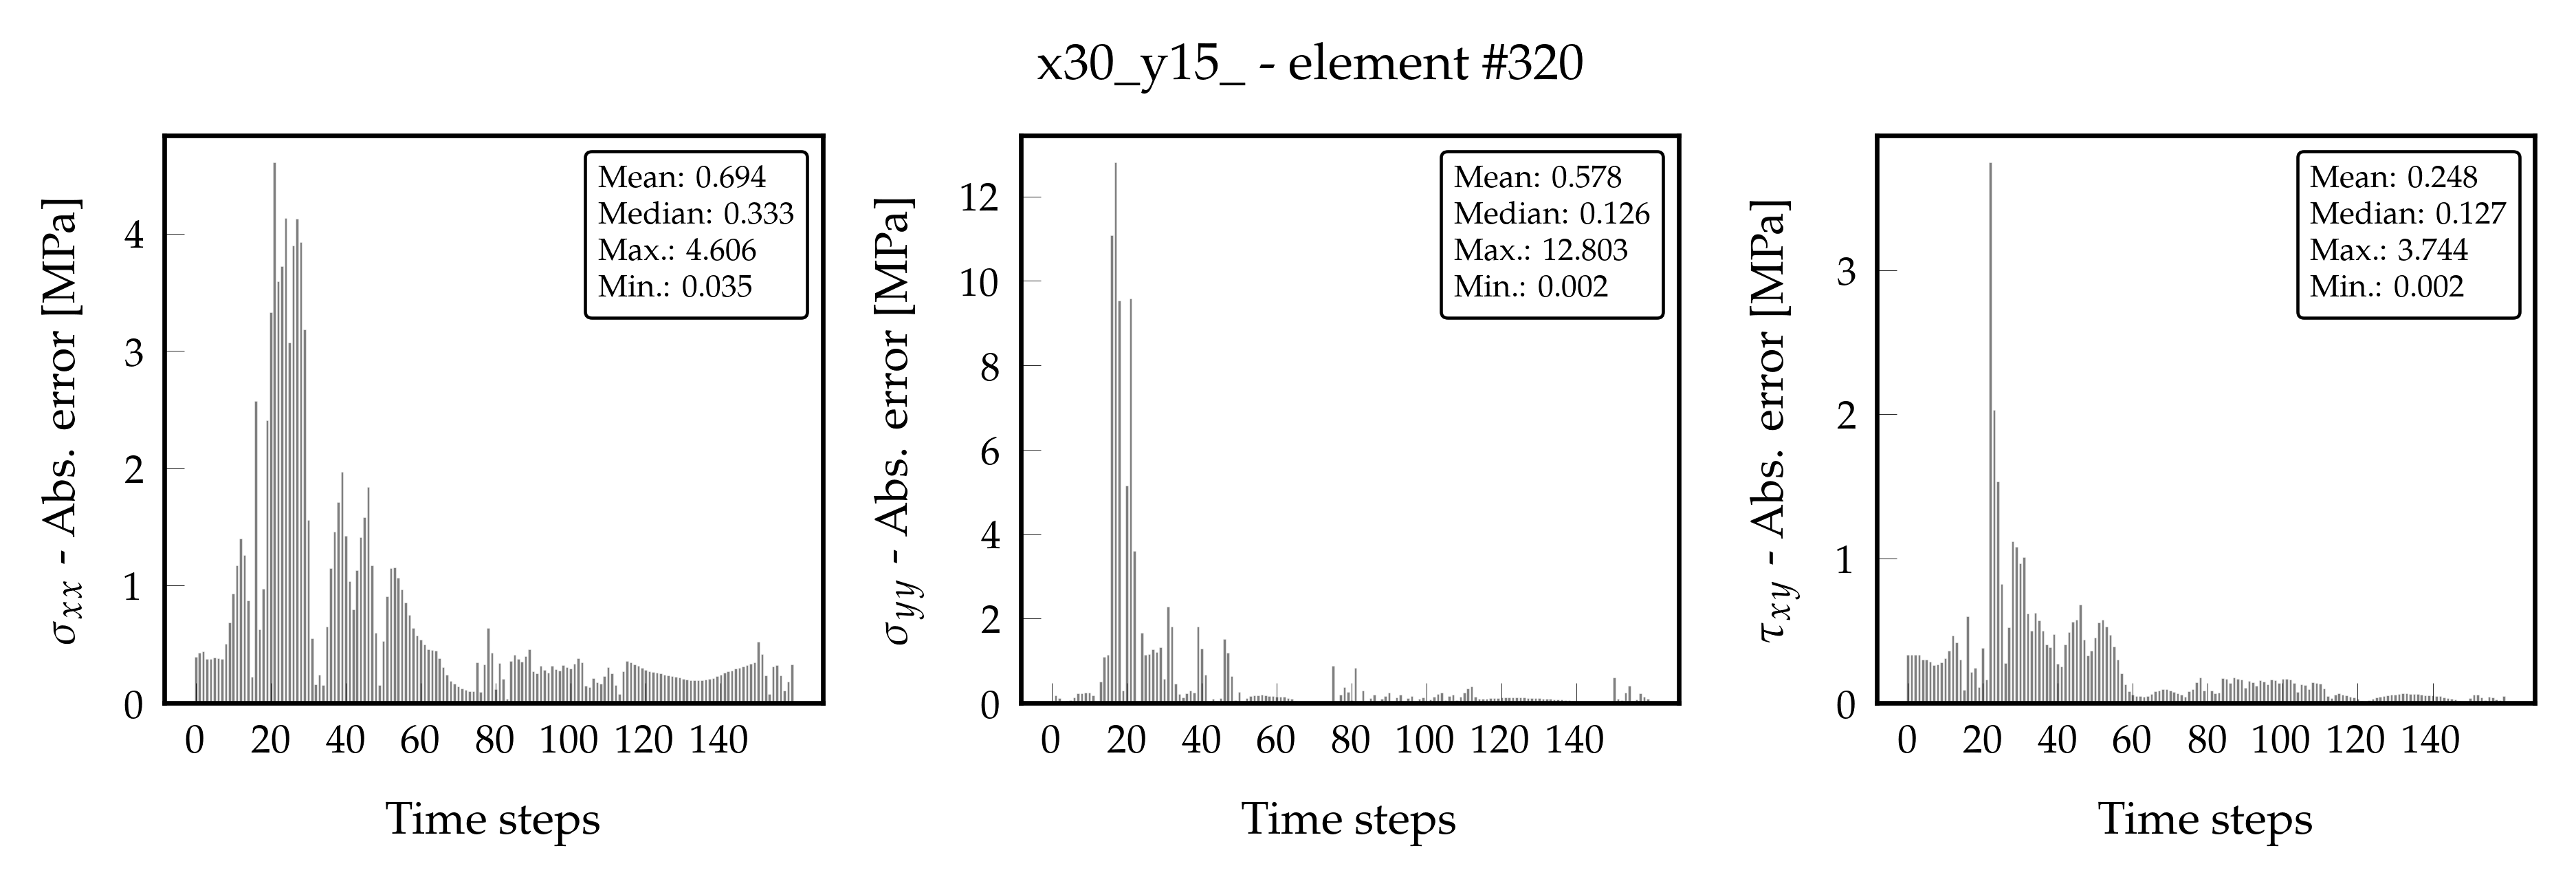 x30_y15_ - element #320
σxx - Abs. error [MPa]
4
3
2
1
0
0 20 40 60 80 100 120 140
Time steps
Mean: 0.694
Median: 0.333
Max.: 4.606
Min.: 0.035
σyy - Abs. error [MPa]
12
10
8
6
4
2
0
0 20 40 60 80 100 120 140
Time steps
Mean: 0.578
Median: 0.126
Max.: 12.803
Min.: 0.002
τxy - Abs. error [MPa]
3
2
1
0
0 20 40 60 80 100 120 140
Time steps
Mean: 0.248
Median: 0.127
Max.: 3.744
Min.: 0.002